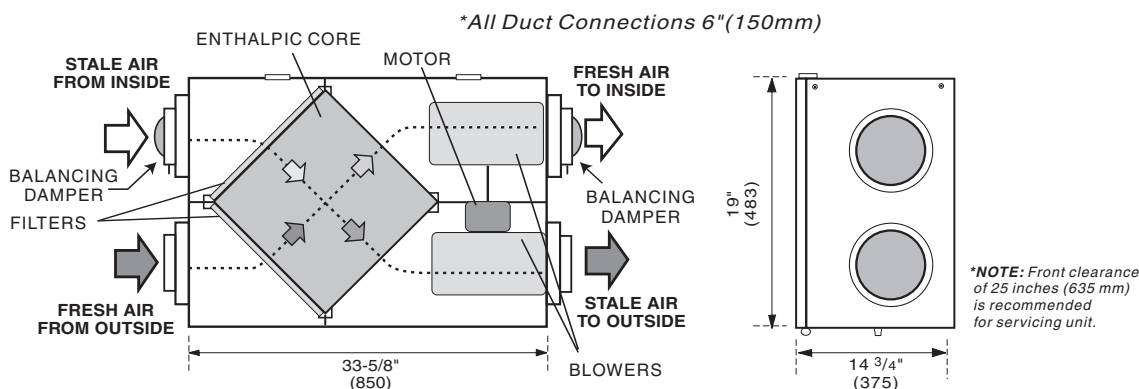 *All Duct Connections 6"(150mm)
ENTHALPIC CORE
MOTOR
STALE AIR
FROM INSIDE
FRESH AIR
TO INSIDE
BALANCING
DAMPER
FILTERS
BALANCING
DAMPER
FRESH AIR
FROM OUTSIDE
STALE AIR
TO OUTSIDE
BLOWERS
33-5/8"
(850)
19"
(483)
14 3/4"
(375)
*NOTE: Front clearance
of 25 inches (635 mm)
is recommended
for servicing unit.